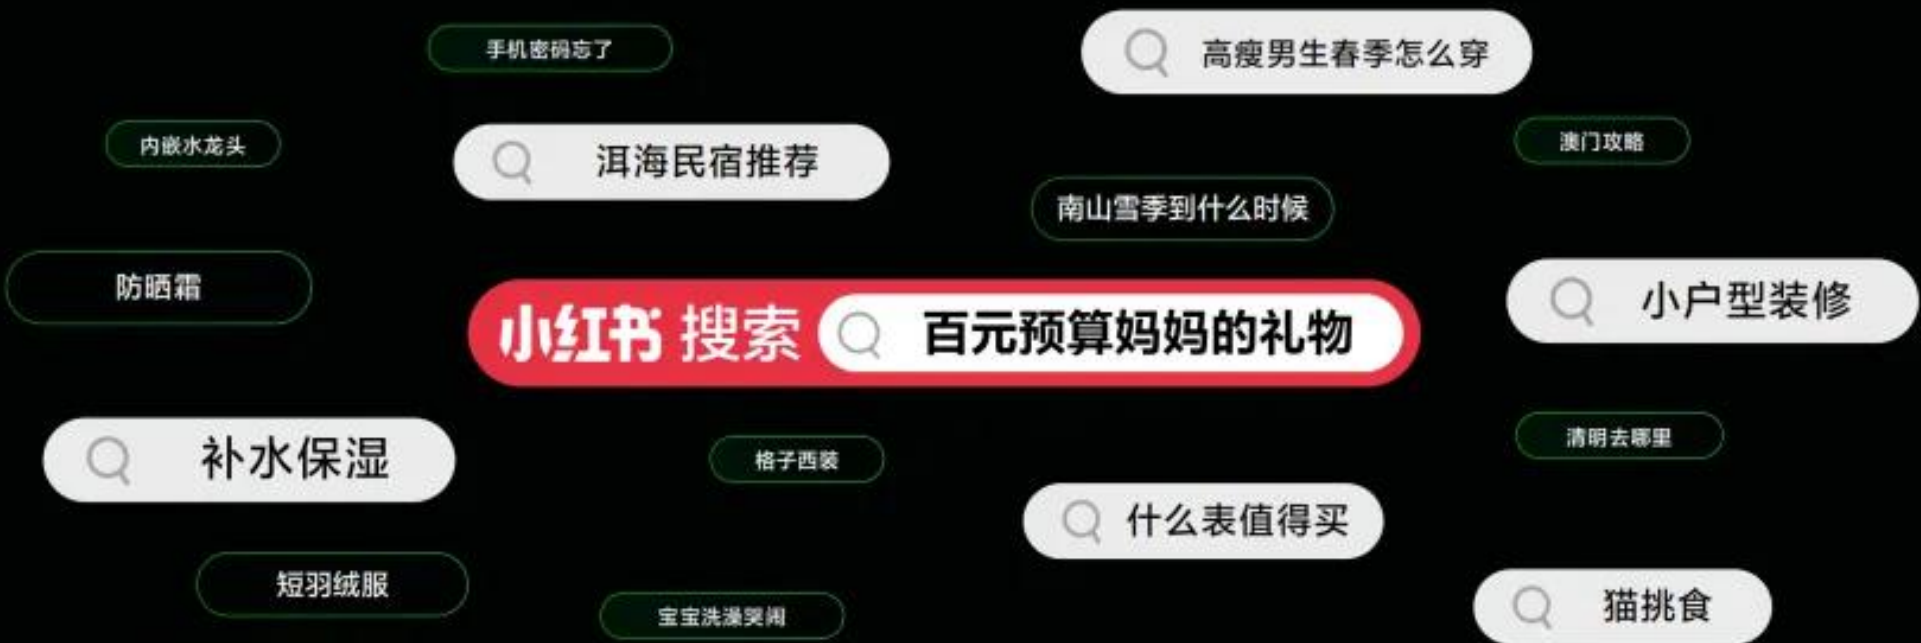 手机密码忘了
高瘦男生春季怎么穿
内嵌水龙头
洱海民宿推荐
澳门攻略
南山雪季到什么时候
防晒霜
小红书 搜索 百元预算妈妈的礼物
小户型装修
补水保湿
格子西装
清明去哪里
什么表值得买
短羽绒服
宝宝洗澡哭闹
猫挑食